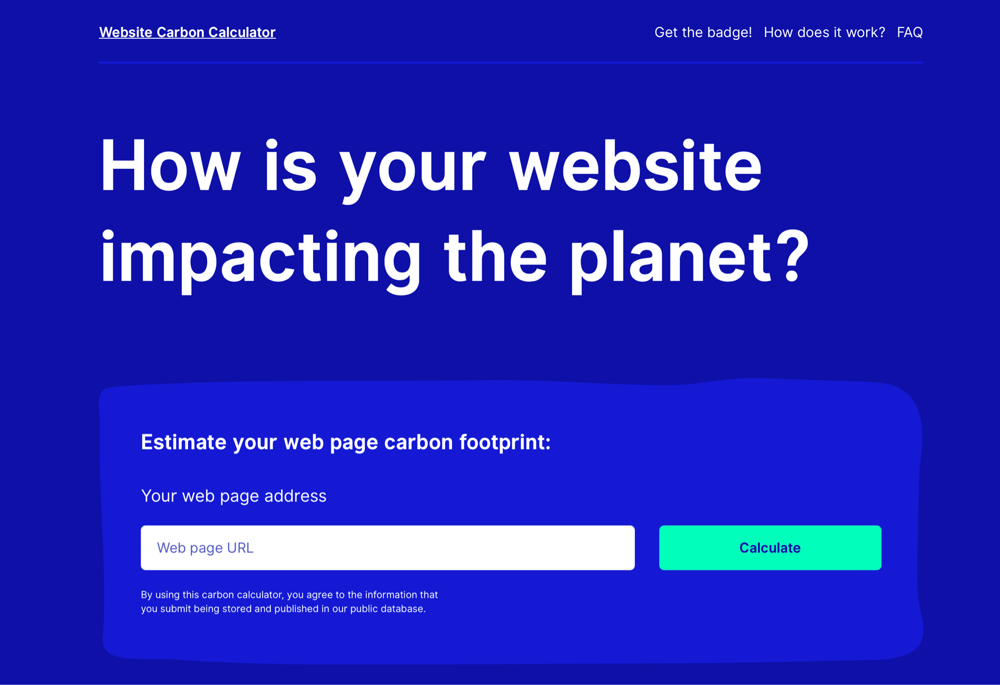 Website Carbon Calculator
Get the badge! How does it work? FAQ
How is your website
impacting the planet?
Estimate your web page carbon footprint:
Your web page address
Web page URL
Calculate
By using this carbon calculator, you agree to the information that
you submit being stored and published in our public database.